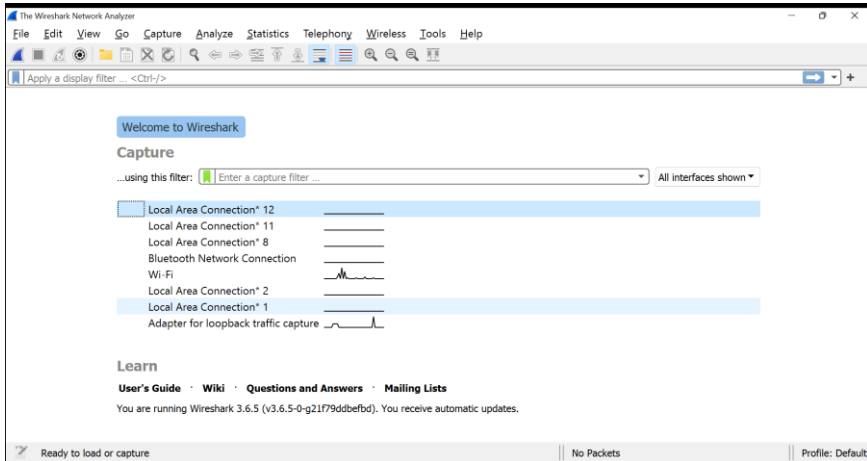 The Wireshark Network Analyzer
File Edit View Go Capture Analyze Statistics Telephony Wireless Tools Help
Apply a display filter ... <Ctrl-/>
Welcome to Wireshark
Capture
...using this filter: Enter a capture filter ... All interfaces shown
Local Area Connection* 12
Local Area Connection* 11
Local Area Connection* 8
Bluetooth Network Connection
Wi-Fi
Local Area Connection* 2
Local Area Connection* 1
Adapter for loopback traffic capture
Learn
User's Guide · Wiki · Questions and Answers · Mailing Lists
You are running Wireshark 3.6.5 (v3.6.5-0-g21f79ddbefbd). You receive automatic updates.
Ready to load or capture No Packets Profile: Default